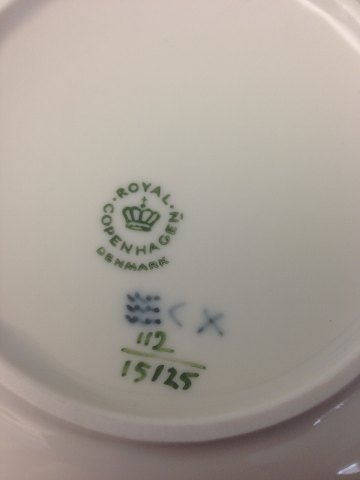 ROYAL
COPENHAGEN
DENMARK
112
15125